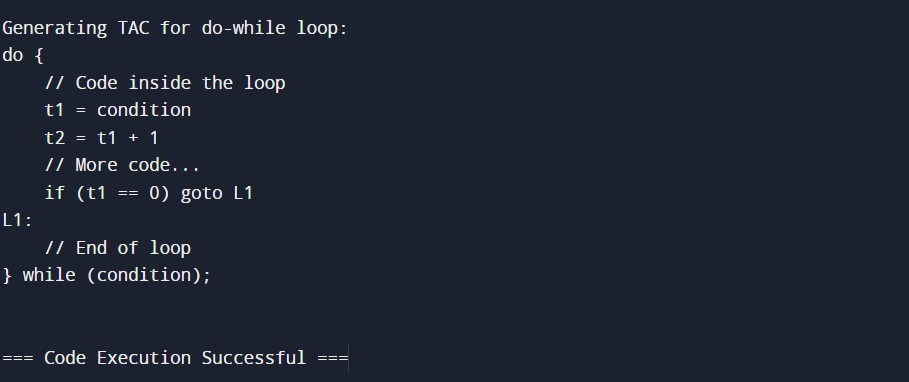 Generating TAC for do-while loop:
do {
    // Code inside the loop
    t1 = condition
    t2 = t1 + 1
    // More code...
    if (t1 == 0) goto L1
L1:
    // End of loop
} while (condition);
=== Code Execution Successful ===